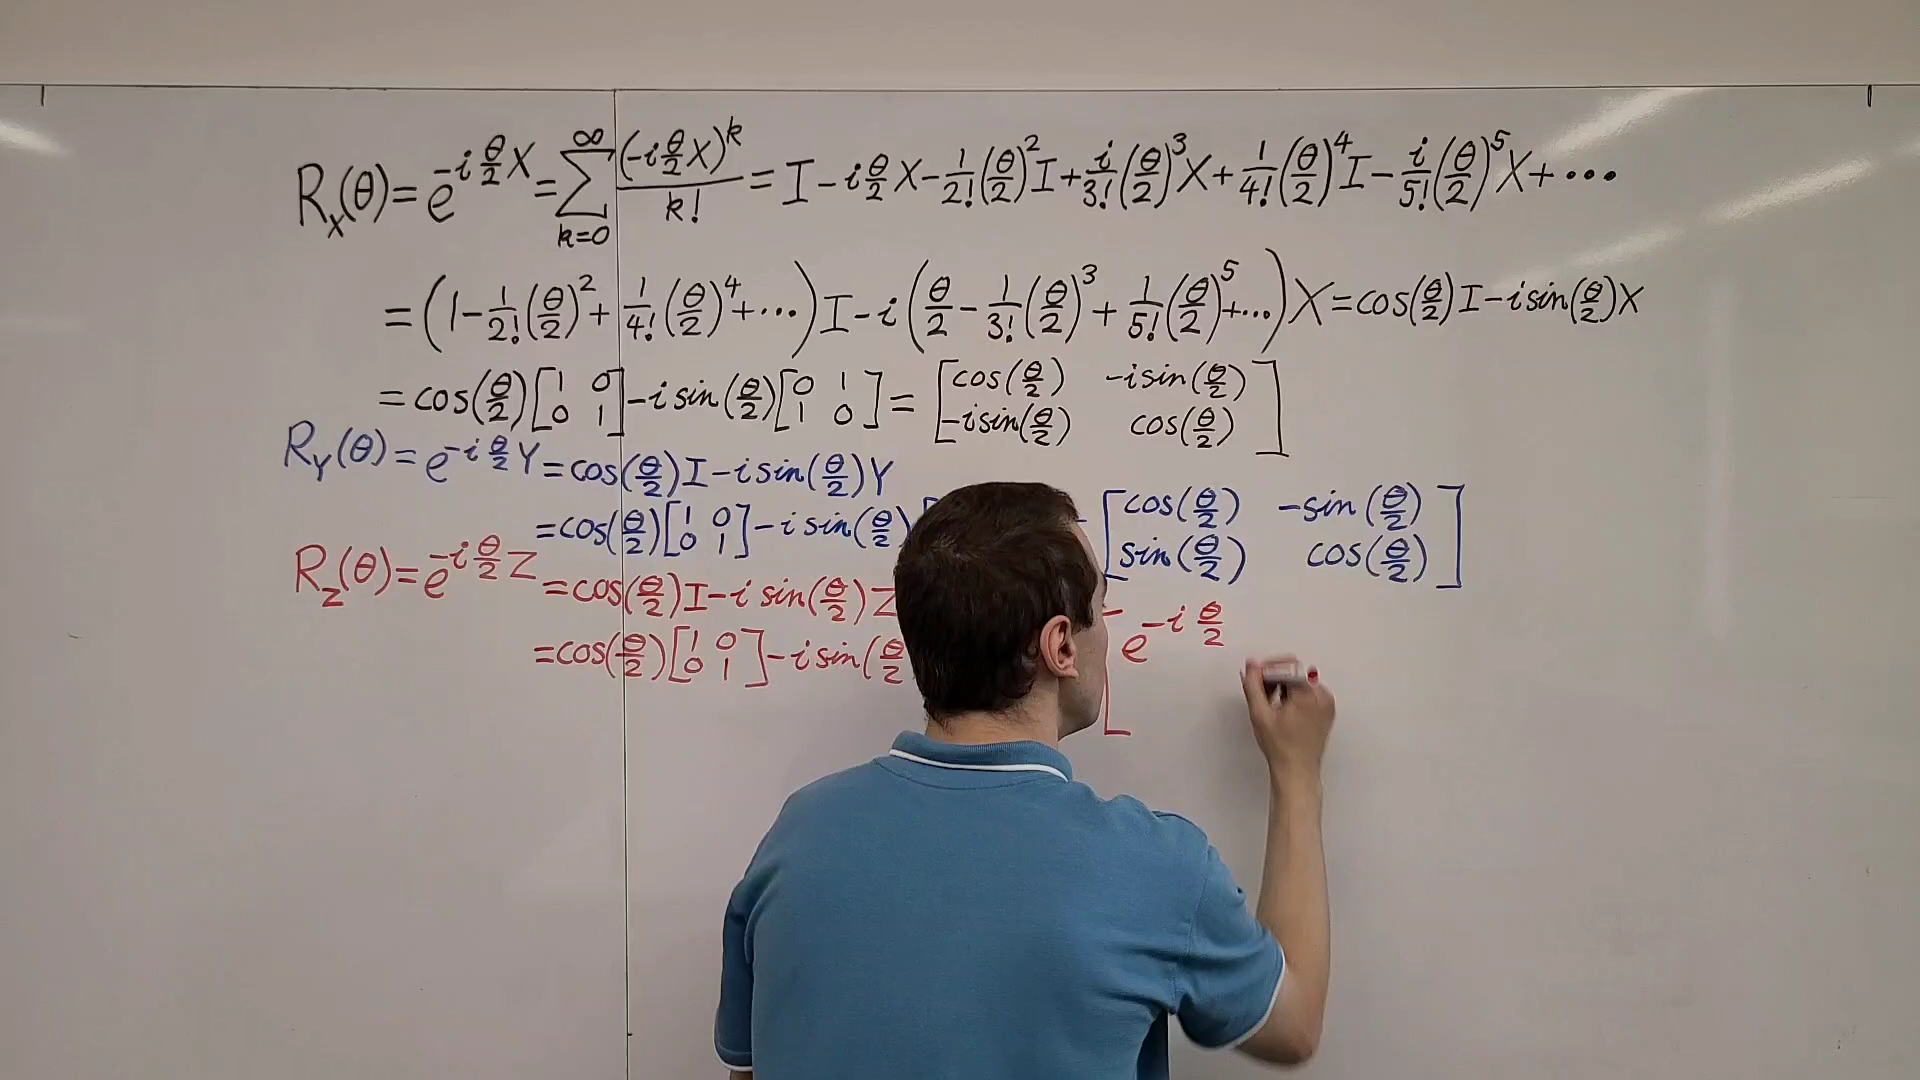 Rₓ(θ) = e^{-i θ/2 X} = ∑_{k=0}^{∞} (-i θ/2 X)^k / k! = I - i θ/2 X - 1/2! (θ/2)² I + i/3! (θ/2)³ X + 1/4! (θ/2)⁴ I - i/5! (θ/2)⁵ X + ⋯
= (1 - 1/2! (θ/2)² + 1/4! (θ/2)⁴ + ⋯) I - i (θ/2 - 1/3! (θ/2)³ + 1/5! (θ/2)⁵ + ⋯) X = cos(θ/2) I - i sin(θ/2) X
= cos(θ/2) [1 0; 0 1] - i sin(θ/2) [0 1; 1 0] = [cos(θ/2) -i sin(θ/2); -i sin(θ/2) cos(θ/2)]
R_Y(θ) = e^{-i θ/2 Y} = cos(θ/2) I - i sin(θ/2) Y
= cos(θ/2) [1 0; 0 1] - i sin(θ/2) [cos(θ/2) -sin(θ/2); sin(θ/2) cos(θ/2)]
R_Z(θ) = e^{-i θ/2 Z} = cos(θ/2) I - i sin(θ/2) Z
= cos(θ/2) [1 0; 0 1] - i sin(θ/2 [e^{-i θ/2}